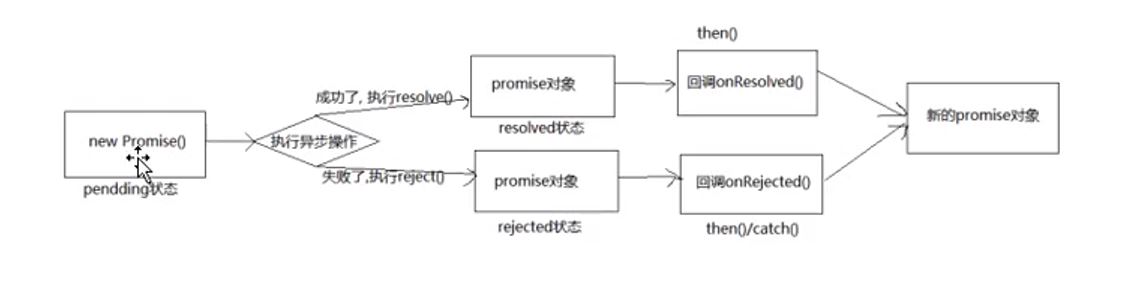 then()
new Promise()
pendding状态
执行异步操作
成功了, 执行resolve()
promise对象
resolved状态
回调onResolved()
失败了,执行reject()
promise对象
rejected状态
回调onRejected()
then()/catch()
新的promise对象